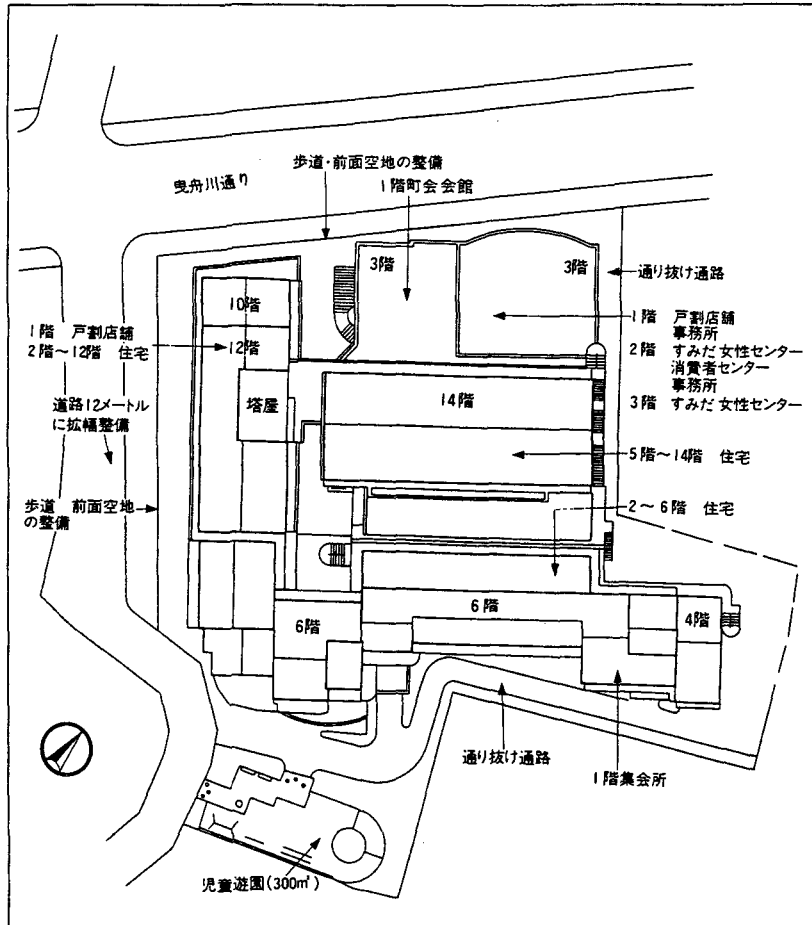 歩道・前面空地の整備
曳舟川通り
1階町会会館
3階
3階
通り抜け通路
10階
1階 戸割店舗
2階～12階 住宅
12階
1階 戸割店舗
事務所
2階 すみだ女性センター
消費者センター
事務所
3階 すみだ女性センター
塔屋
14階
道路12メートル
に拡幅整備
5階～14階 住宅
歩道 前面空地
の整備
2～6階 住宅
6階
6階
4階
通り抜け通路
1階集会所
児童遊園(300㎡)